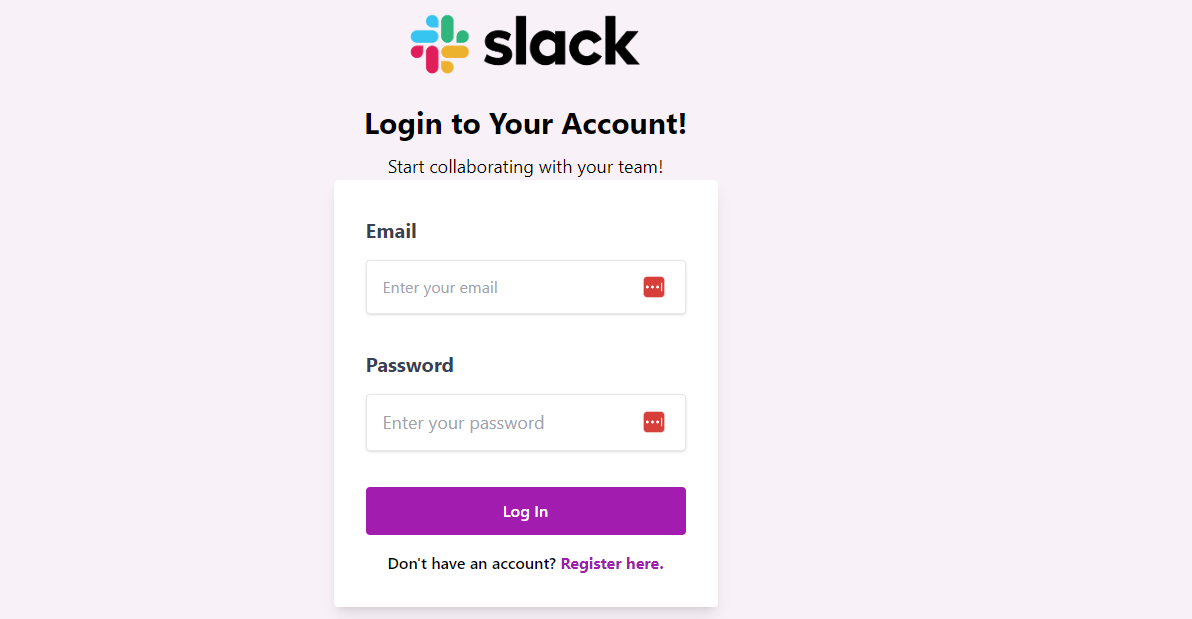 slack
Login to Your Account!
Start collaborating with your team!
Email
Enter your email
Password
Enter your password
Log In
Don't have an account? Register here.